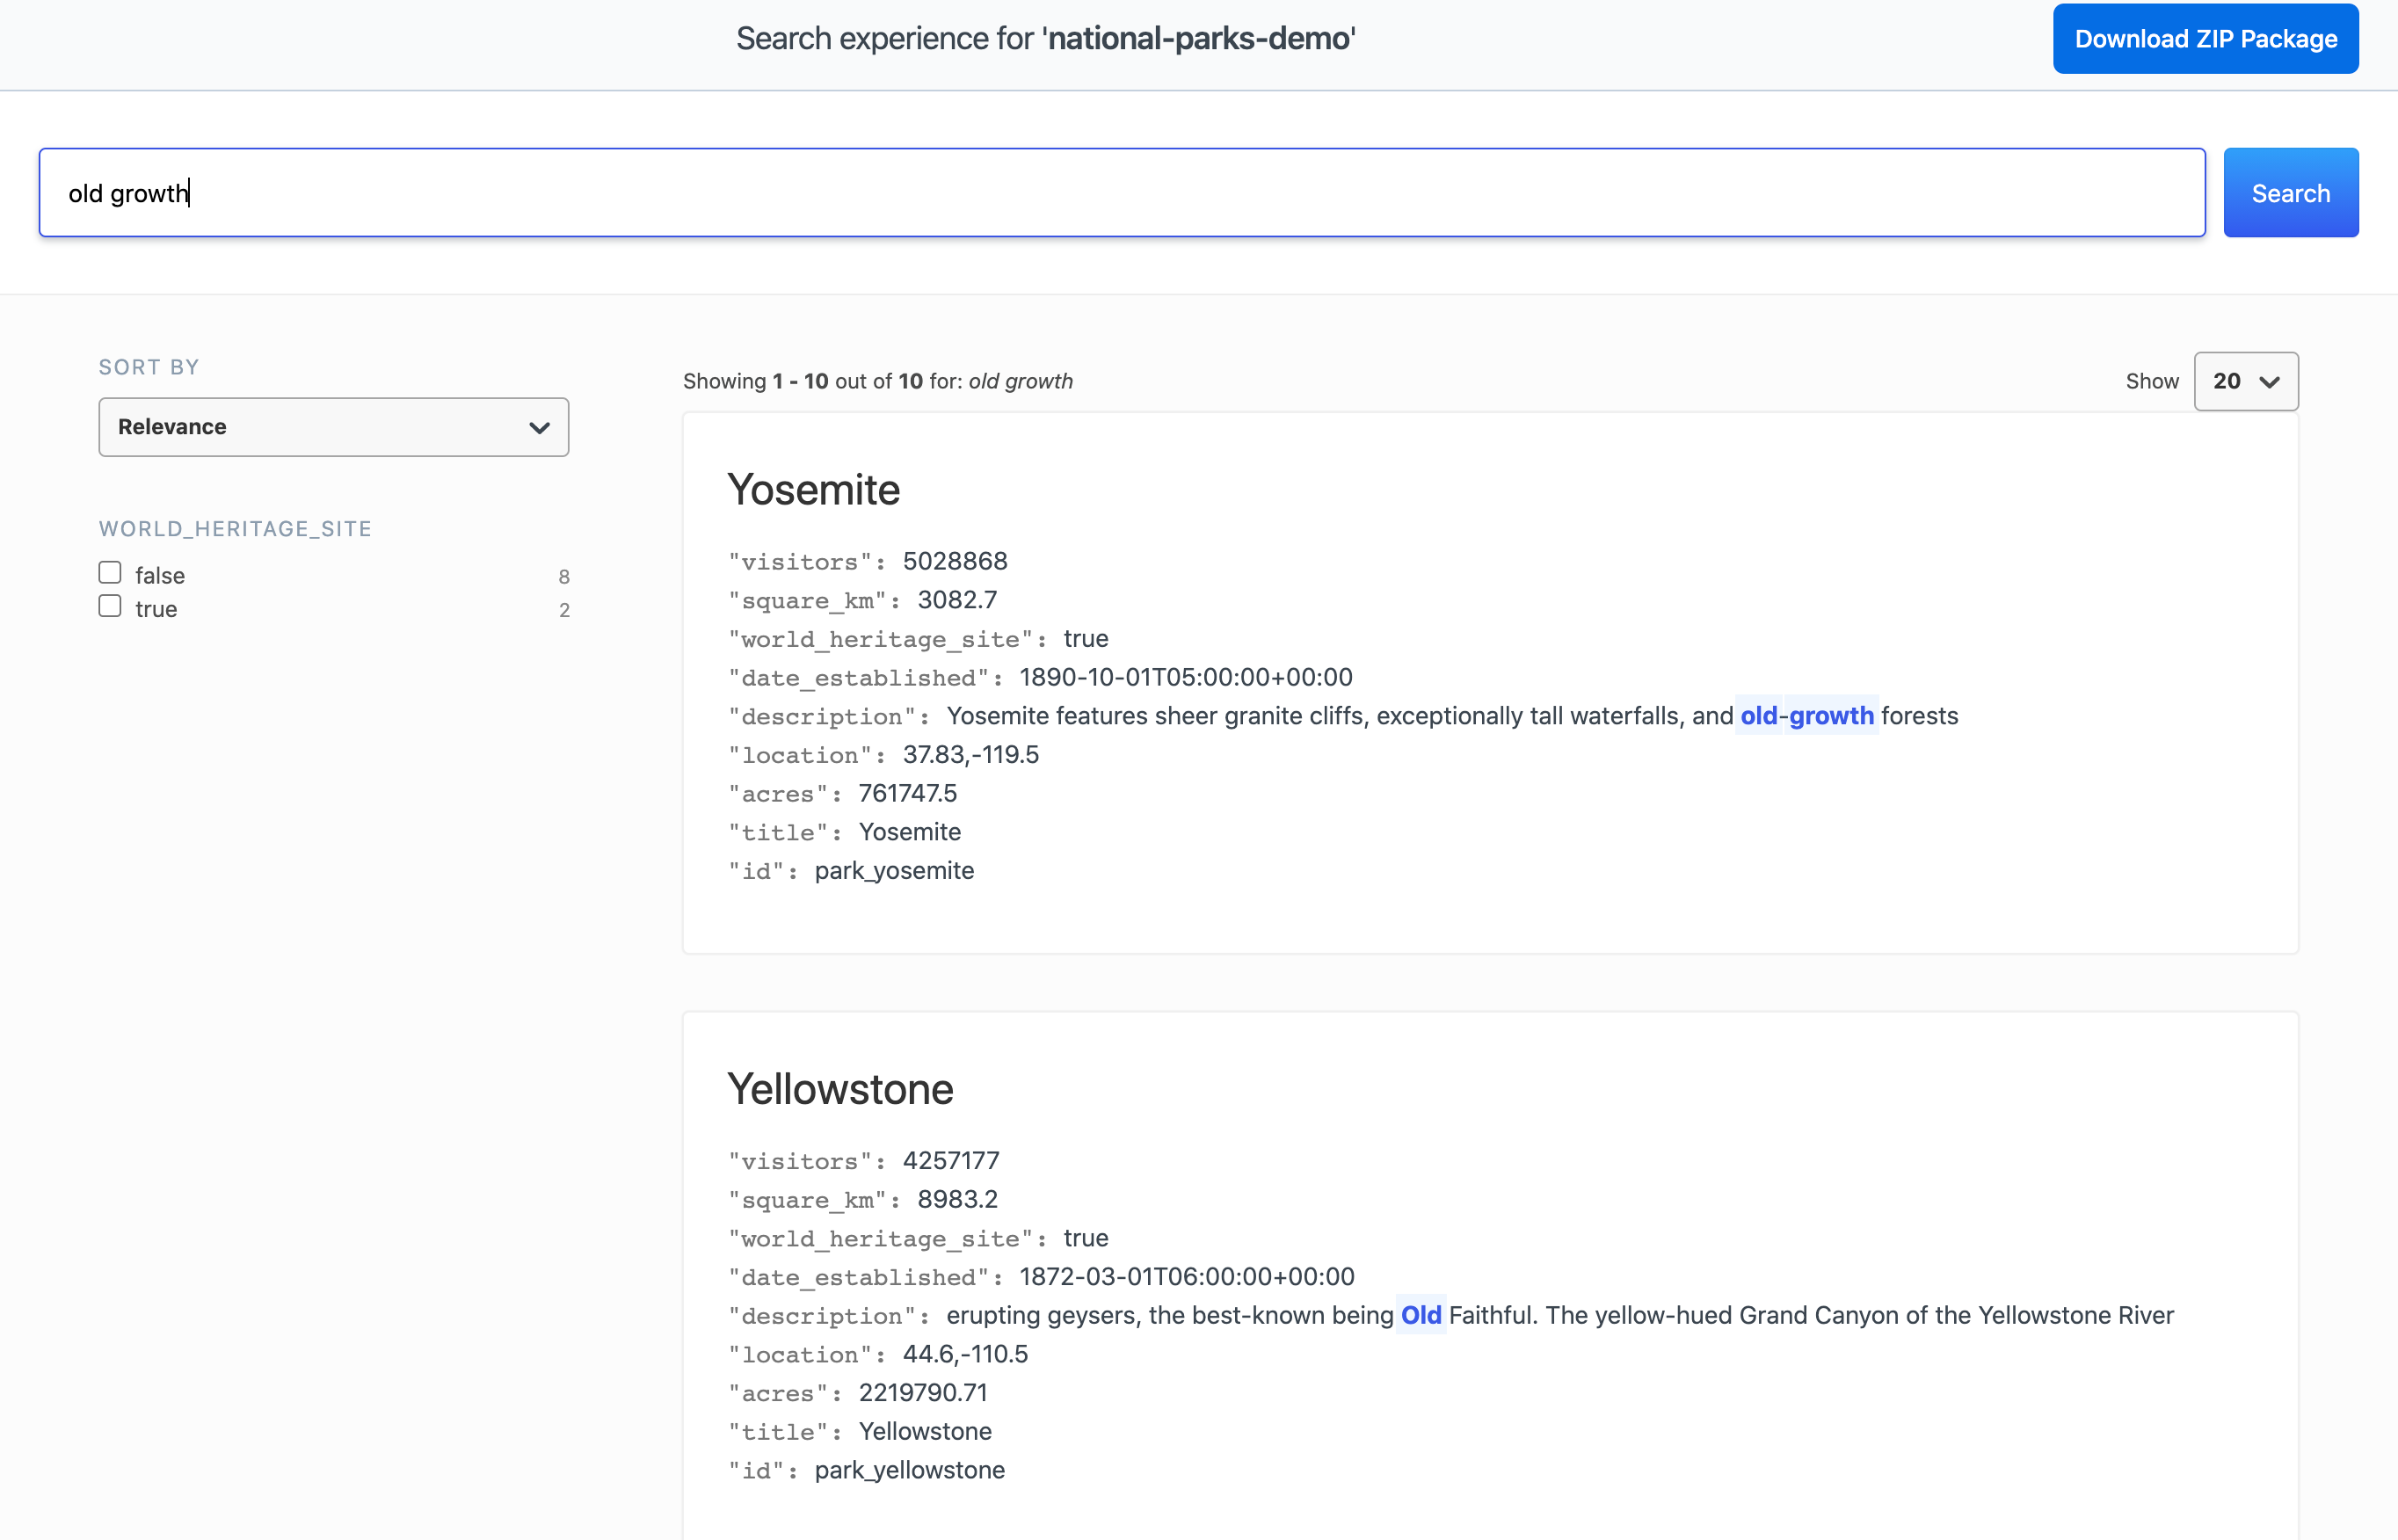 Search experience for 'national-parks-demo'
Download ZIP Package
old growth
Search
SORT BY
Relevance
WORLD_HERITAGE_SITE
false 8
true 2
Showing 1 - 10 out of 10 for: old growth
Show 20
Yosemite
"visitors": 5028868
"square_km": 3082.7
"world_heritage_site": true
"date_established": 1890-10-01T05:00:00+00:00
"description": Yosemite features sheer granite cliffs, exceptionally tall waterfalls, and old-growth forests
"location": 37.83,-119.5
"acres": 761747.5
"title": Yosemite
"id": park_yosemite
Yellowstone
"visitors": 4257177
"square_km": 8983.2
"world_heritage_site": true
"date_established": 1872-03-01T06:00:00+00:00
"description": erupting geysers, the best-known being Old Faithful. The yellow-hued Grand Canyon of the Yellowstone River
"location": 44.6,-110.5
"acres": 2219790.71
"title": Yellowstone
"id": park_yellowstone